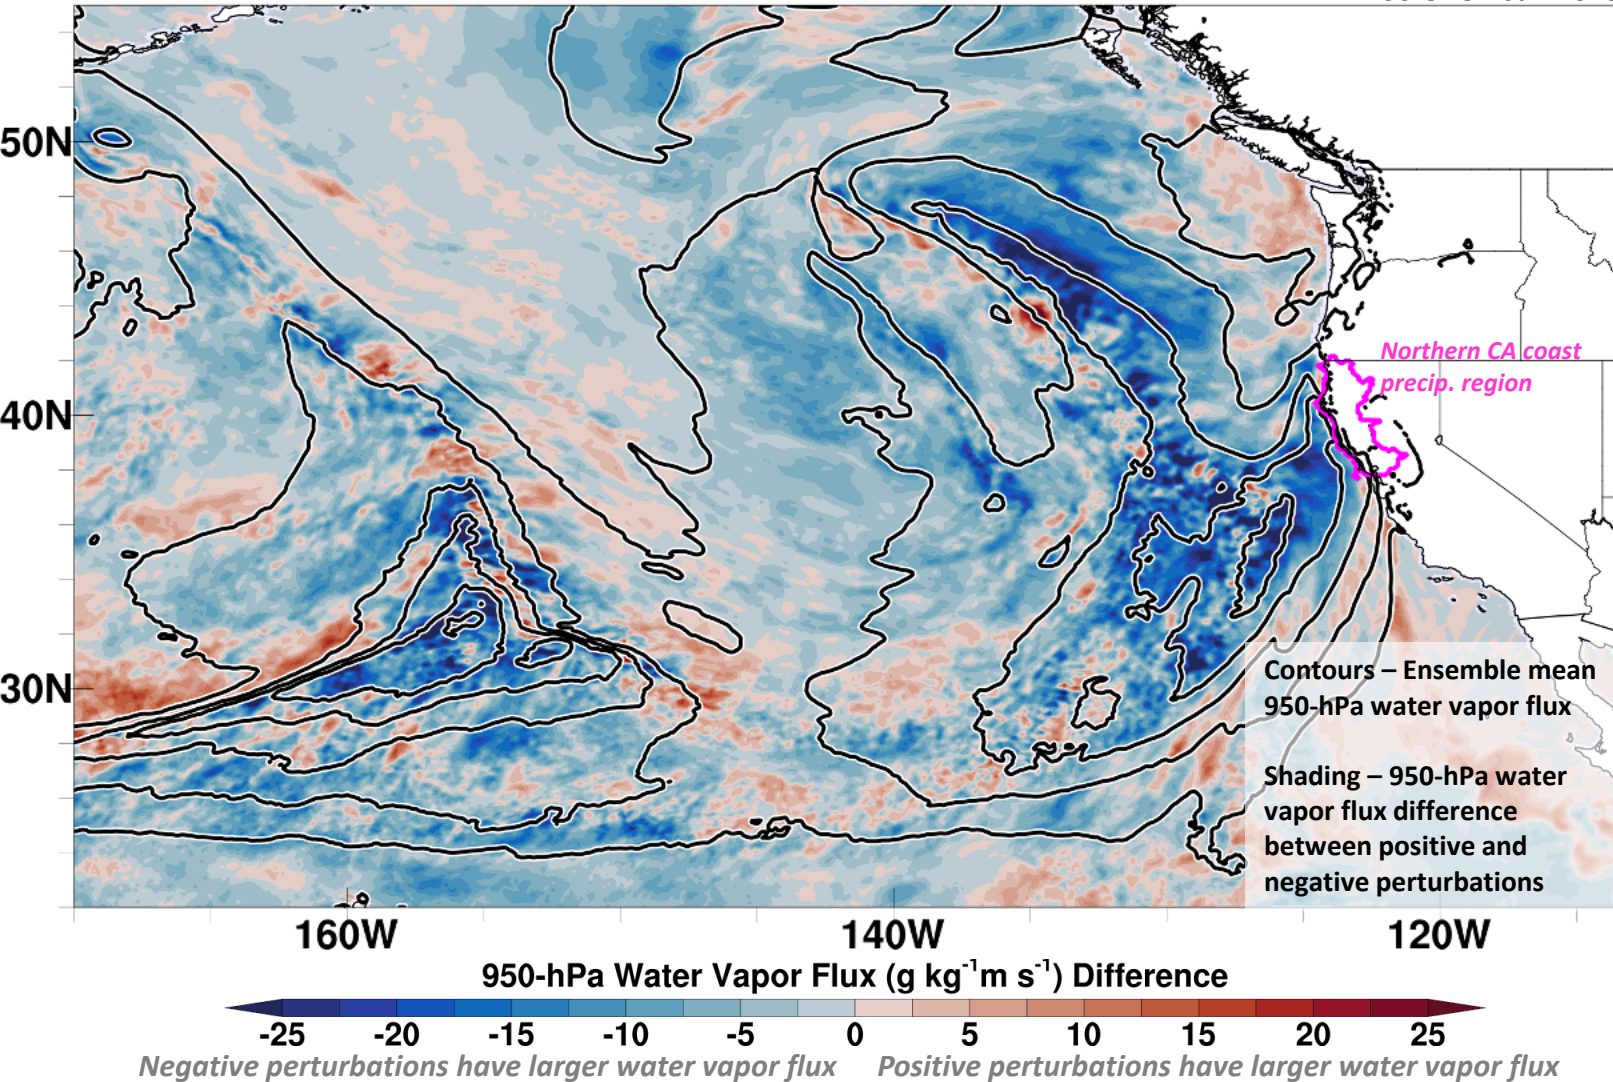 50N
40N
30N
Northern CA coast
precip. region
Contours – Ensemble mean
950-hPa water vapor flux
Shading – 950-hPa water
vapor flux difference
between positive and
negative perturbations
160W 140W 120W
950-hPa Water Vapor Flux (g kg⁻¹m s⁻¹) Difference
-25 -20 -15 -10 -5 0 5 10 15 20 25
Negative perturbations have larger water vapor flux Positive perturbations have larger water vapor flux